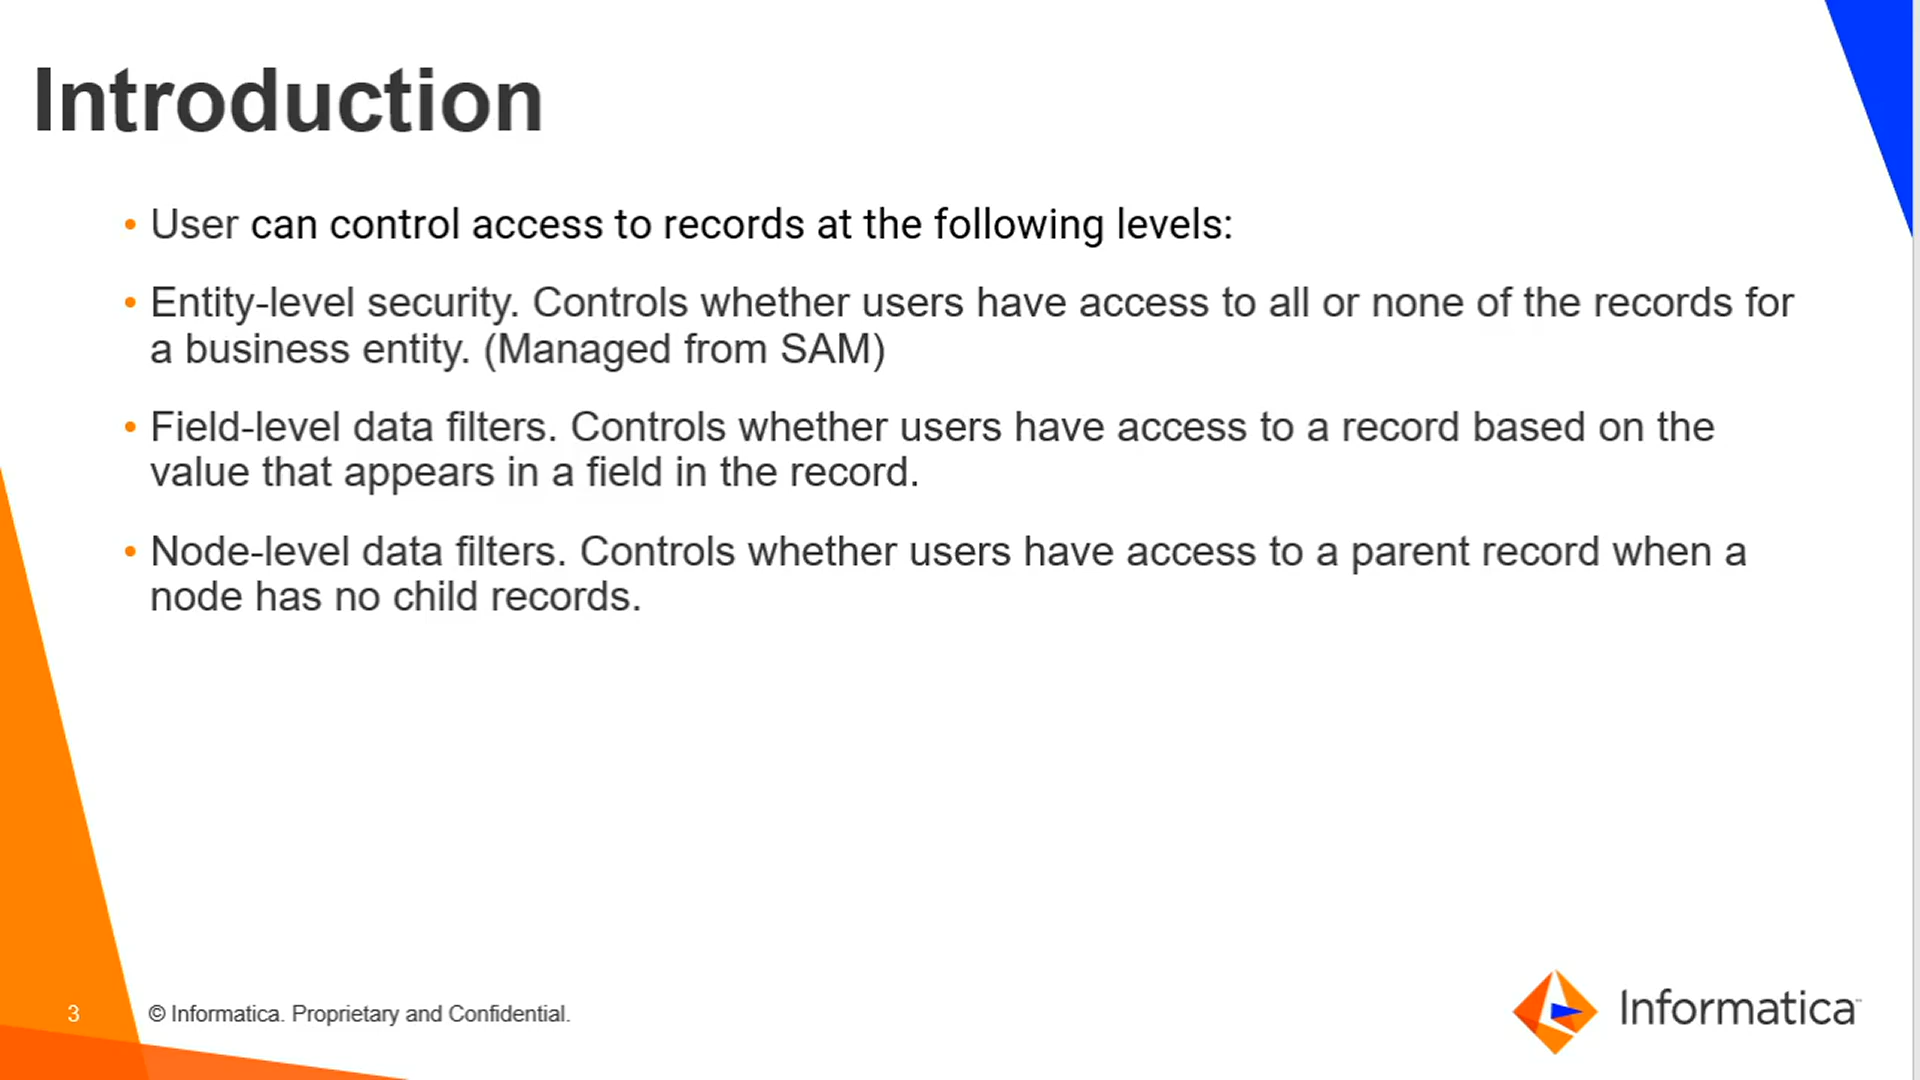 Introduction
• User can control access to records at the following levels:
• Entity-level security. Controls whether users have access to all or none of the records for
a business entity. (Managed from SAM)
• Field-level data filters. Controls whether users have access to a record based on the
value that appears in a field in the record.
• Node-level data filters. Controls whether users have access to a parent record when a
node has no child records.
3
© Informatica. Proprietary and Confidential.
Informatica™